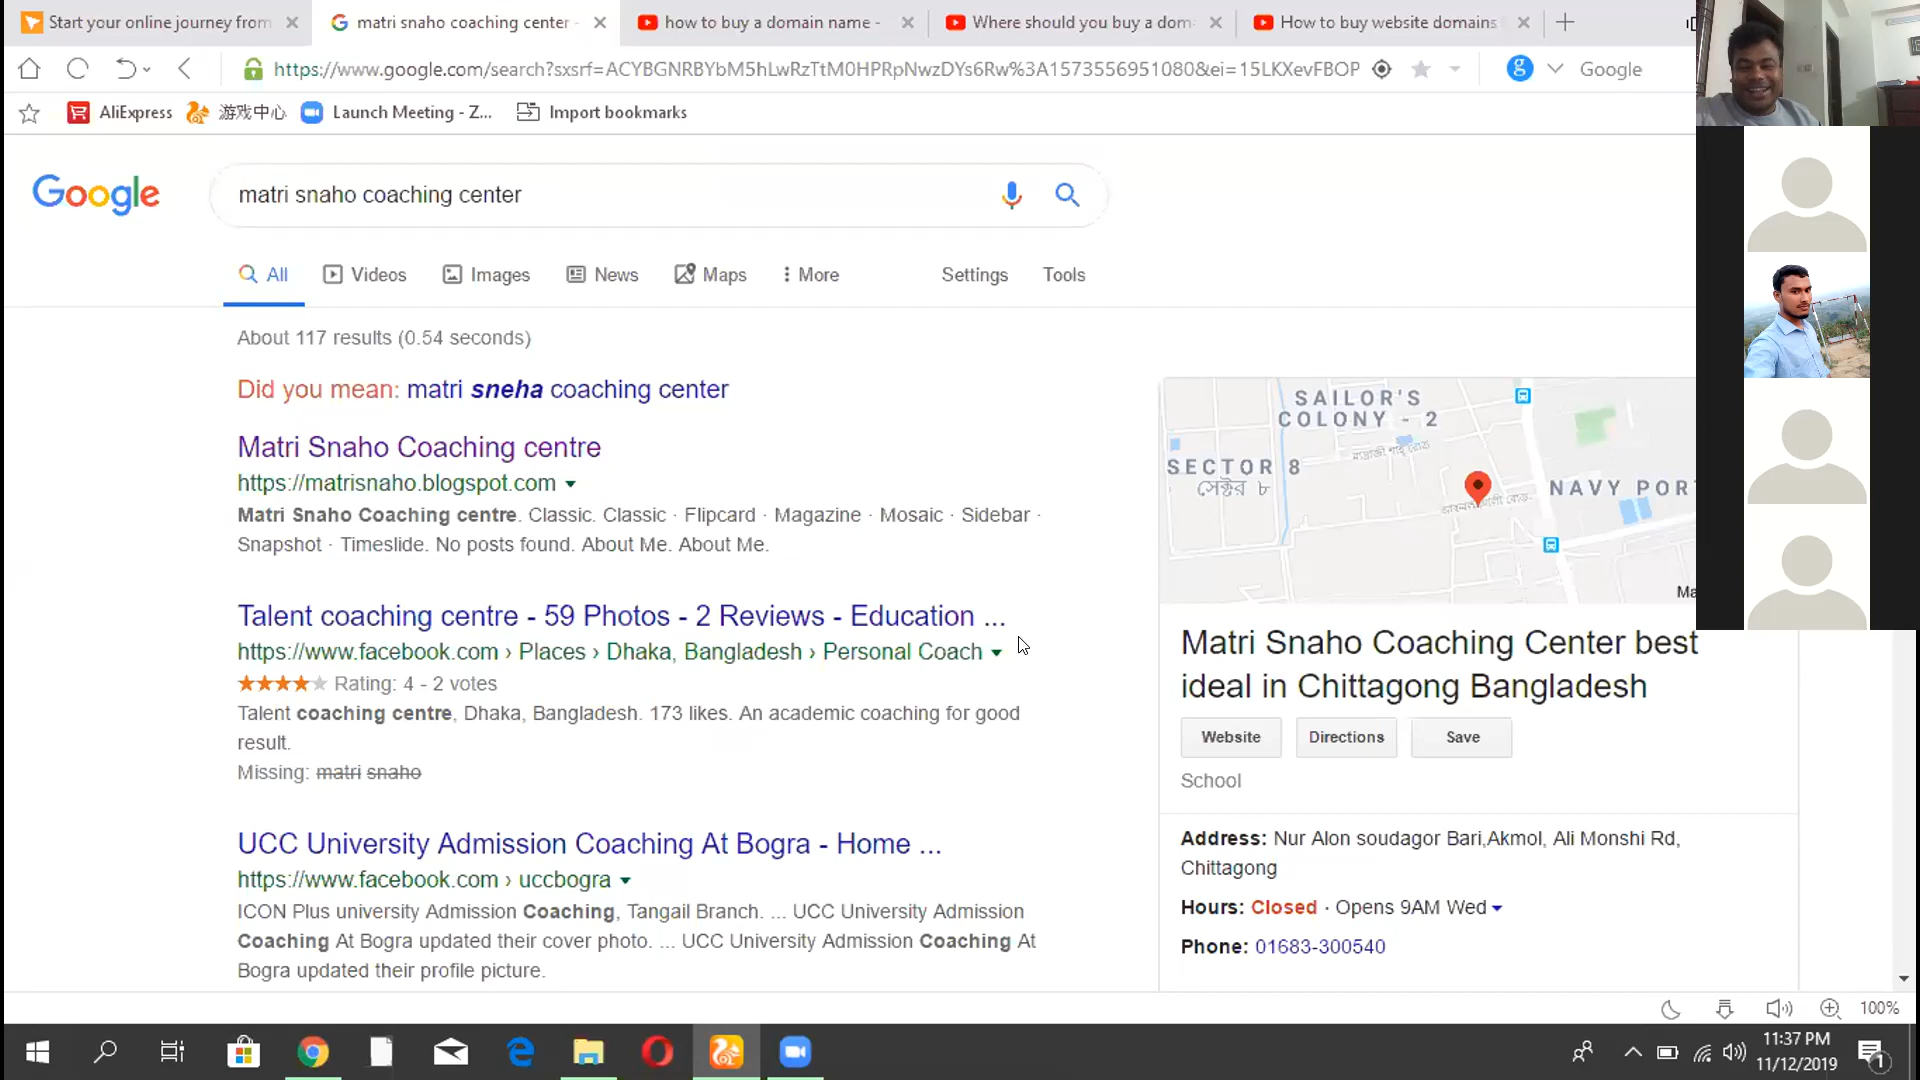 Start your online journey from
matri snaho coaching center -
how to buy a domain name -
Where should you buy a dom
How to buy website domains
https://www.google.com/search?sxsrf=ACYBGNRBYbM5hLwRzTtM0HPRpNwzDYs6Rw%3A1573556951080&ei=15LKXevFBOP
Google
AliExpress
游戏中心
Launch Meeting - Z...
Import bookmarks
Google
matri snaho coaching center
All
Videos
Images
News
Maps
More
Settings
Tools
About 117 results (0.54 seconds)
Did you mean: matri sneha coaching center
Matri Snaho Coaching centre
https://matrisnaho.blogspot.com
Matri Snaho Coaching centre. Classic. Classic · Flipcard · Magazine · Mosaic · Sidebar ·
Snapshot · Timeslide. No posts found. About Me. About Me.
Talent coaching centre - 59 Photos - 2 Reviews - Education ...
https://www.facebook.com › Places › Dhaka, Bangladesh › Personal Coach
Rating: 4 - 2 votes
Talent coaching centre, Dhaka, Bangladesh. 173 likes. An academic coaching for good
result.
Missing: matri snaho
UCC University Admission Coaching At Bogra - Home ...
https://www.facebook.com › uccbogra
ICON Plus university Admission Coaching, Tangail Branch. ... UCC University Admission
Coaching At Bogra updated their cover photo. ... UCC University Admission Coaching At
Bogra updated their profile picture.
SAILOR'S
COLONY - 2
SECTOR 8
সেক্টর ৮
NAVY POR
Ma
Matri Snaho Coaching Center best
ideal in Chittagong Bangladesh
Website
Directions
Save
School
Address: Nur Alon soudagor Bari,Akmol, Ali Monshi Rd,
Chittagong
Hours: Closed · Opens 9AM Wed
Phone: 01683-300540
100%
11:37 PM
11/12/2019
1